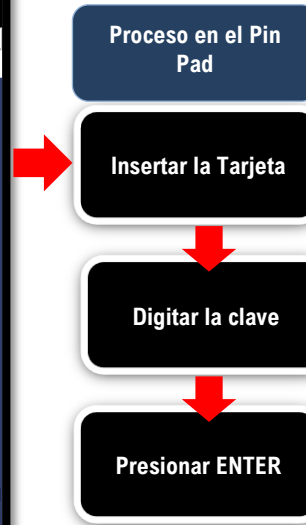 Proceso en el Pin
Pad
Insertar la Tarjeta
Digitar la clave
Presionar ENTER